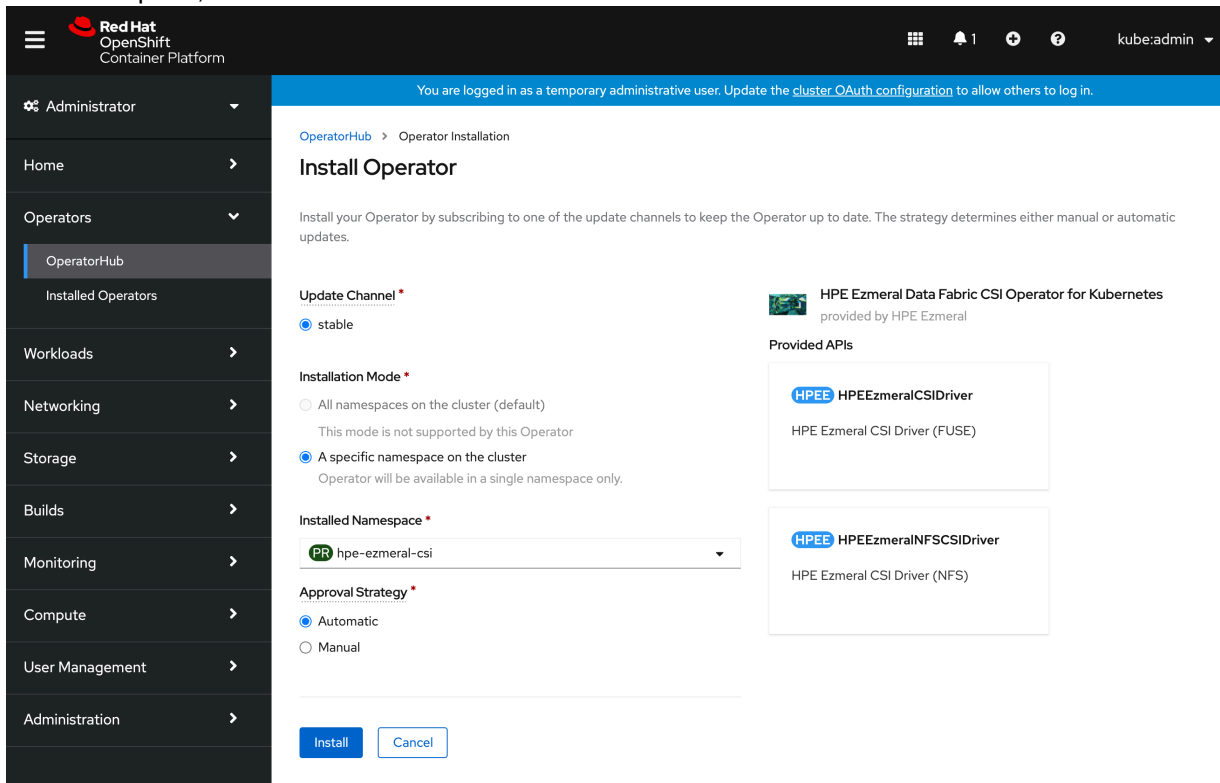 Red Hat
OpenShift
Container Platform
1
kube:admin
Administrator
You are logged in as a temporary administrative user. Update the cluster OAuth configuration to allow others to log in.
Home
Operators
OperatorHub
Installed Operators
Workloads
Networking
Storage
Builds
Monitoring
Compute
User Management
Administration
OperatorHub > Operator Installation
Install Operator
Install your Operator by subscribing to one of the update channels to keep the Operator up to date. The strategy determines either manual or automatic
updates.
Update Channel *
stable
Installation Mode *
All namespaces on the cluster (default)
This mode is not supported by this Operator
A specific namespace on the cluster
Operator will be available in a single namespace only.
Installed Namespace *
PR hpe-ezmeral-csi
Approval Strategy *
Automatic
Manual
Install Cancel
HPE Ezmeral Data Fabric CSI Operator for Kubernetes
provided by HPE Ezmeral
Provided APIs
HPEE HPEEzmeralCSIDriver
HPE Ezmeral CSI Driver (FUSE)
HPEE HPEEzmeralNFSCSIDriver
HPE Ezmeral CSI Driver (NFS)